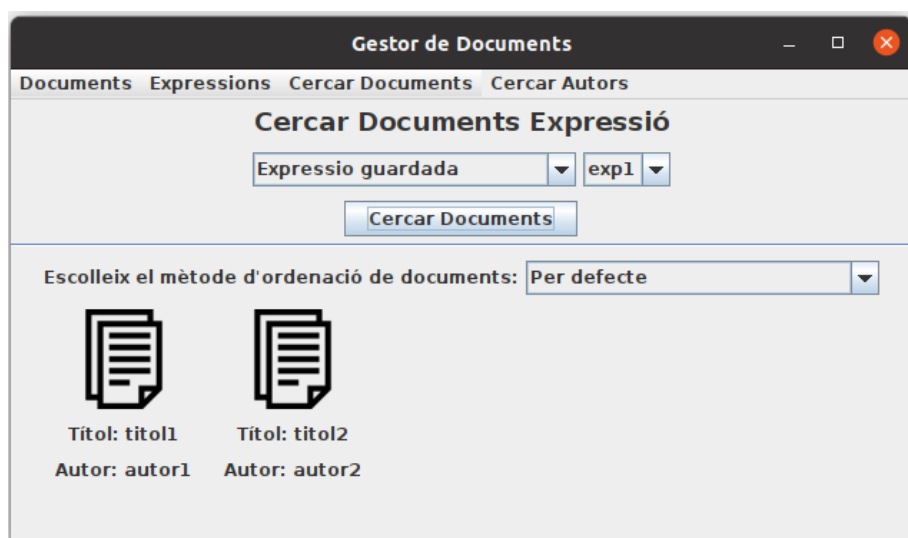 Gestor de Documents
Documents Expressions Cercar Documents Cercar Autors
Cercar Documents Expressió
Expressio guardada exp1
Cercar Documents
Escolleix el mètode d'ordenació de documents: Per defecte
Títol: titol1 Títol: titol2
Autor: autor1 Autor: autor2